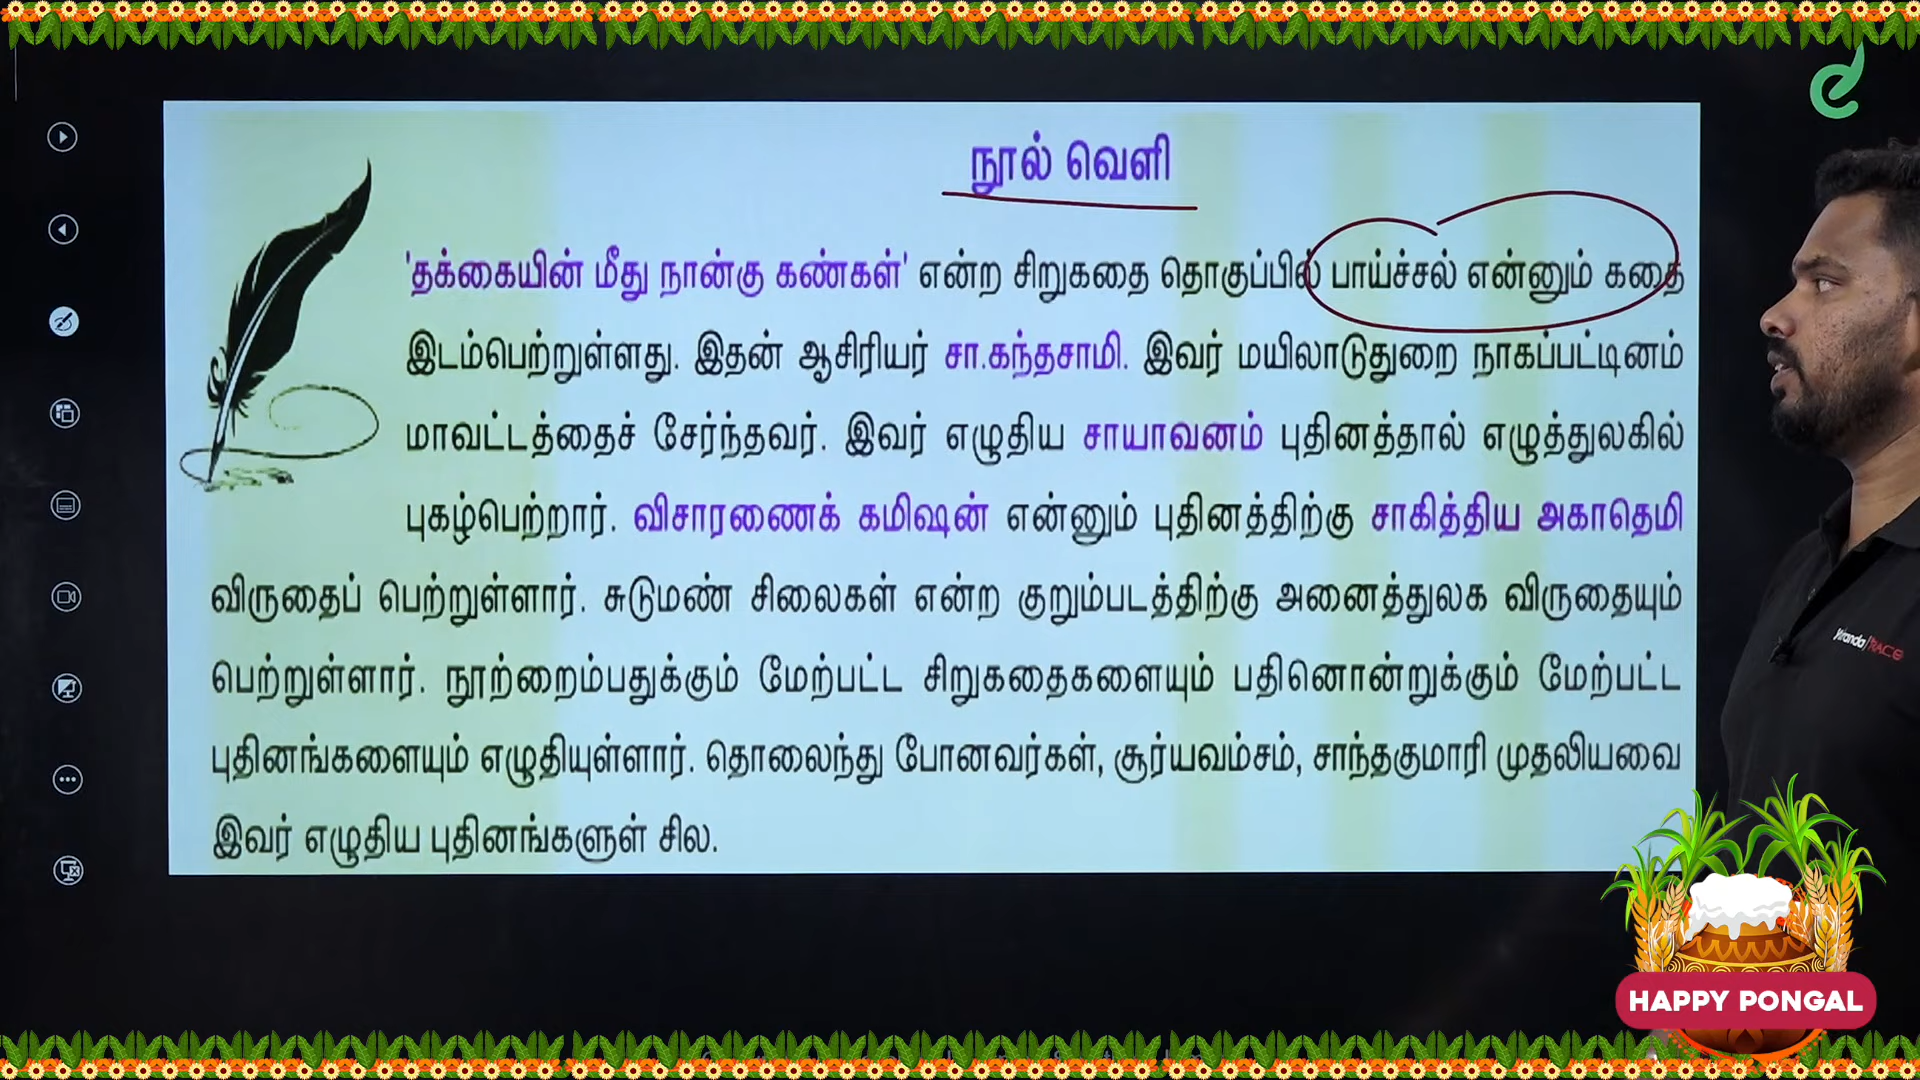 நூல் வெளி
'தக்கையின் மீது நான்கு கண்கள்' என்ற சிறுகதை தொகுப்பில் பாய்ச்சல் என்னும் கதை
இடம்பெற்றுள்ளது. இதன் ஆசிரியர் சா.கந்தசாமி. இவர் மயிலாடுதுறை நாகப்பட்டினம்
மாவட்டத்தைச் சேர்ந்தவர். இவர் எழுதிய சாயாவனம் புதினத்தால் எழுத்துலகில்
புகழ்பெற்றார். விசாரணைக் கமிஷன் என்னும் புதினத்திற்கு சாகித்திய அகாதெமி
விருதைப் பெற்றுள்ளார். சுடுமண் சிலைகள் என்ற குறும்படத்திற்கு அனைத்துலக விருதையும்
பெற்றுள்ளார். நூற்றைம்பதுக்கும் மேற்பட்ட சிறுகதைகளையும் பதினொன்றுக்கும் மேற்பட்ட
புதினங்களையும் எழுதியுள்ளார். தொலைந்து போனவர்கள், சூர்யவம்சம், சாந்தகுமாரி முதலியவை
இவர் எழுதிய புதினங்களுள் சில.
HAPPY PONGAL